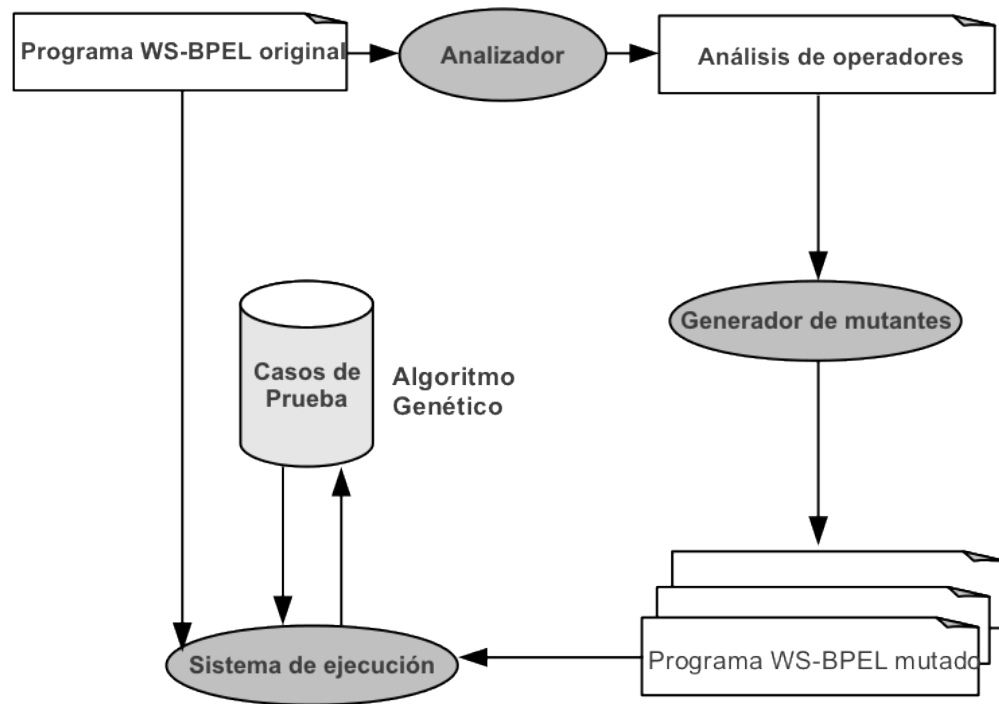 Programa WS-BPEL original
Analizador
Análisis de operadores
Generador de mutantes
Casos de
Prueba
Algoritmo
Genético
Sistema de ejecución
Programa WS-BPEL mutado